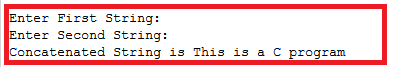 Enter First String:
Enter Second String:
Concatenated String is This is a C program